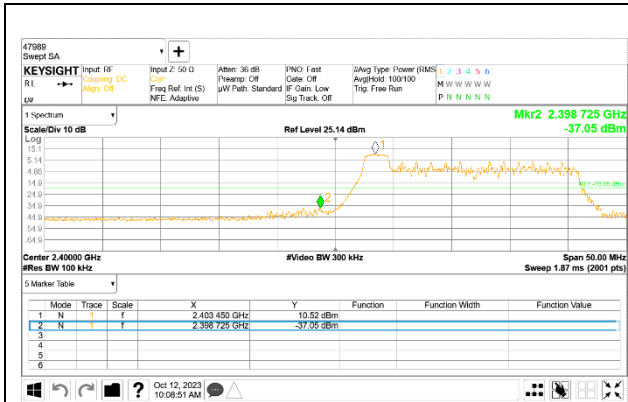 47989
Swept SA
KEYSIGHT
R L
Input: RF
Coupling: DC
Align: Off
Input Z: 50 Ω
Corr
Freq Ref: Int (S)
NFE: Adaptive
Atten: 36 dB
Preamp: Off
µW Path: Standard
PNO: Fast
Gate: Off
IF Gain: Low
Sig Track: Off
#Avg Type: Power (RMS
Avg|Hold: 100/100
Trig: Free Run
1 2 3 4 5 6
M W W W W W
P N N N N N
1 Spectrum
Scale/Div 10 dB
Ref Level 25.14 dBm
Mkr2 2.398 725 GHz
-37.05 dBm
Log
15.1
5.14
-4.86
-14.9
-24.9
-34.9
-44.9
-54.9
-64.9
1
2
Center 2.40000 GHz
#Video BW 300 kHz
Span 50.00 MHz
#Res BW 100 kHz
Sweep 1.87 ms (2001 pts)
5 Marker Table
Mode Trace Scale X Y Function Function Width Function Value
1 N 1 f 2.403 450 GHz 10.52 dBm
2 N 1 f 2.398 725 GHz -37.05 dBm
3
4
5
6
?
Oct 12, 2023
10:08:51 AM